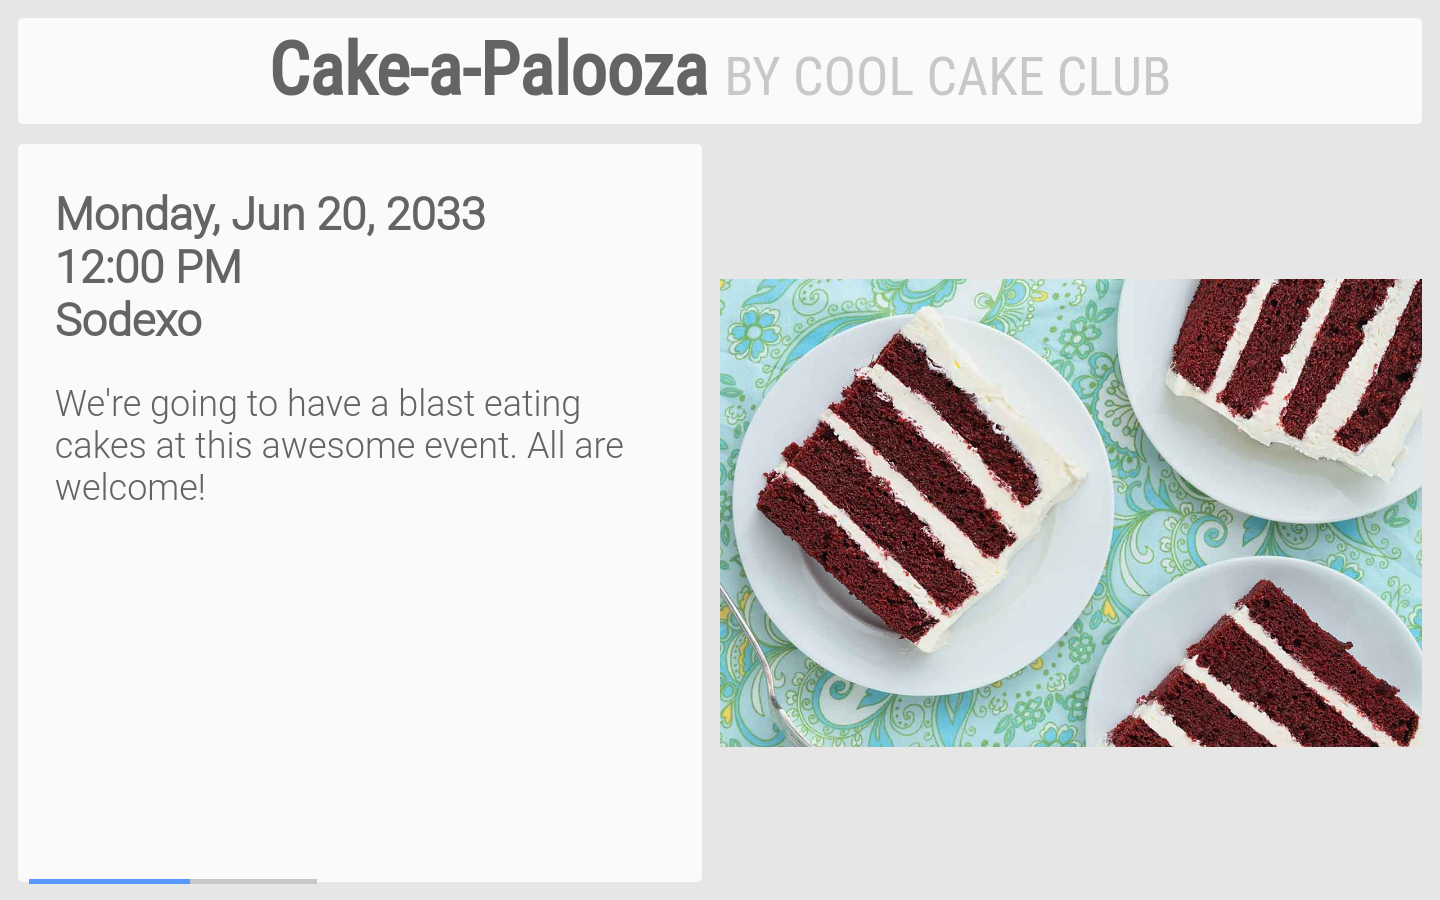 Cake-a-Palooza BY COOL CAKE CLUB
Monday, Jun 20, 2033
12:00 PM
Sodexo
We're going to have a blast eating
cakes at this awesome event. All are
welcome!